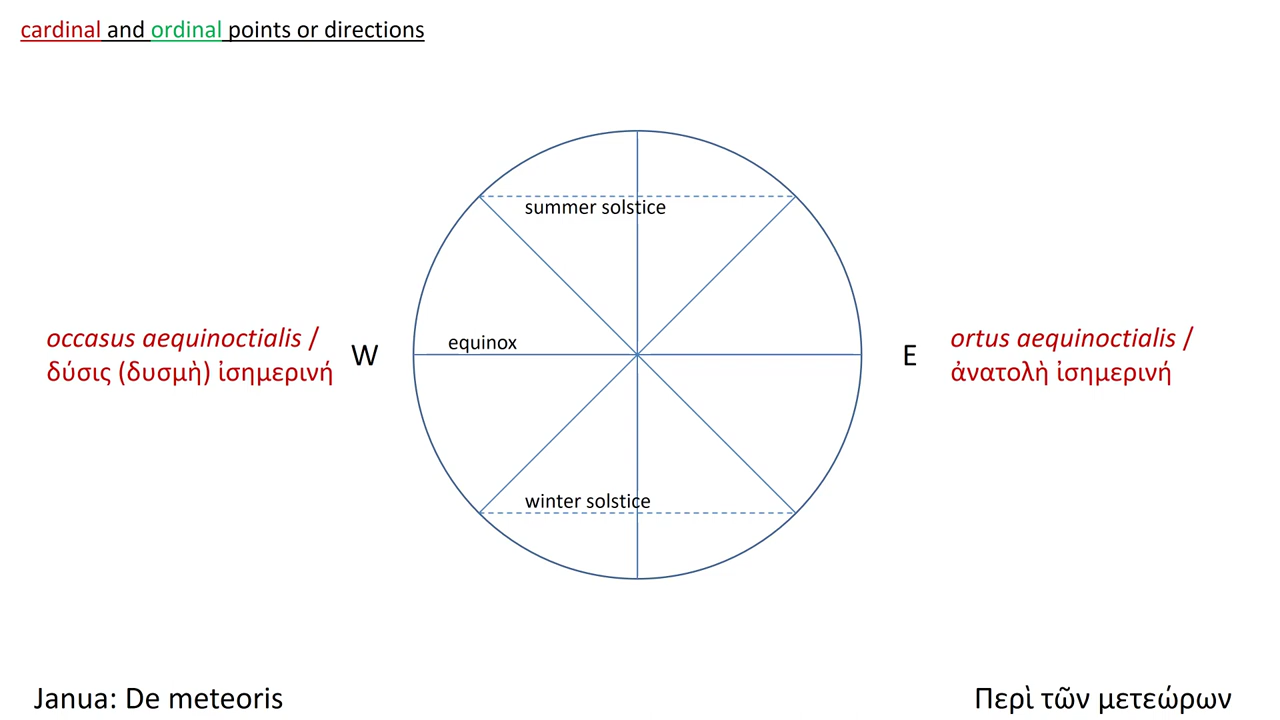 cardinal and ordinal points or directions
summer solstice
occasus aequinoctialis /
δύσις (δυσμὴ) ἰσημερινή
W
equinox
E
ortus aequinoctialis /
ἀνατολὴ ἰσημερινή
winter solstice
Janua: De meteoris
Περὶ τῶν μετεώρων